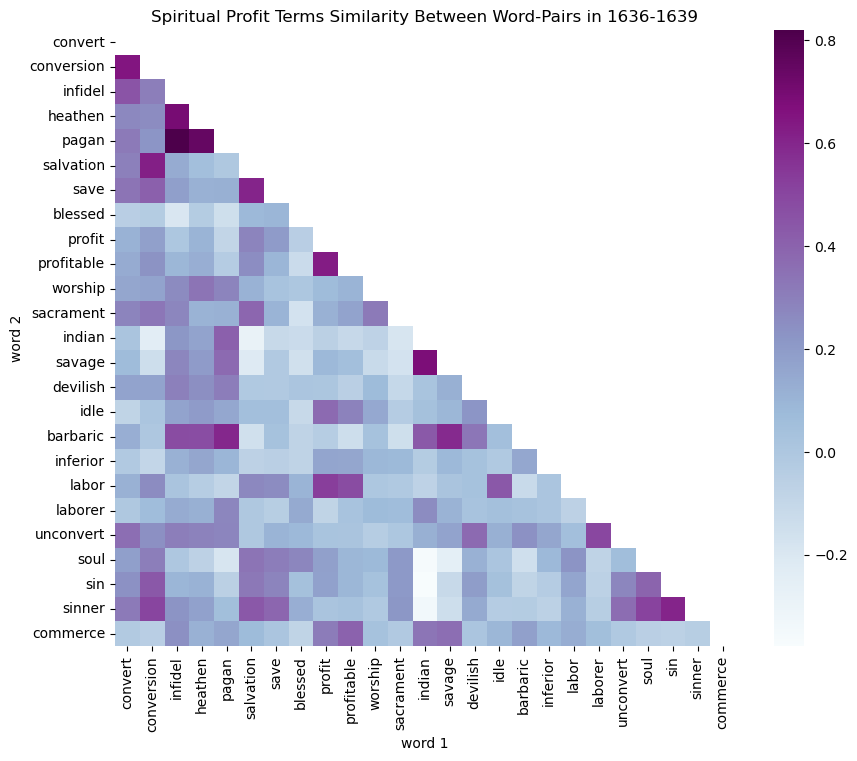 Spiritual Profit Terms Similarity Between Word-Pairs in 1636-1639
convert
conversion
infidel
heathen
pagan
salvation
save
blessed
profit
profitable
worship
sacrament
indian
savage
devilish
idle
barbaric
inferior
labor
laborer
unconvert
soul
sin
sinner
commerce
word 2
convert
conversion
infidel
heathen
pagan
salvation
save
blessed
profit
profitable
worship
sacrament
indian
savage
devilish
idle
barbaric
inferior
labor
laborer
unconvert
soul
sin
sinner
commerce
word 1
0.8
0.6
0.4
0.2
0.0
−0.2